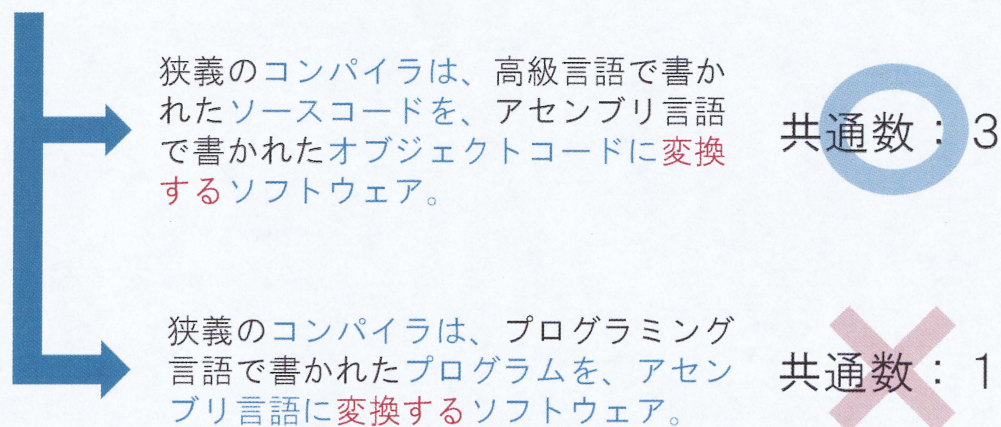 狭義のコンパイラは、高級言語で書か
れたソースコードを、アセンブリ言語
で書かれたオブジェクトコードに変換
するソフトウェア。
共通数：3
狭義のコンパイラは、プログラミング
言語で書かれたプログラムを、アセン
ブリ言語に変換するソフトウェア。
共通数：1